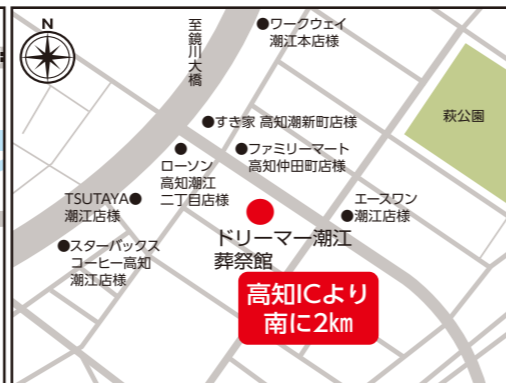 N
至鏡川大橋
●ワークウェイ
潮江本店様
●すき家 高知潮新町店様
●ファミリーマート
高知仲田町店様
萩公園
ローソン
高知潮江
二丁目店様
TSUTAYA●
潮江店様
エースワン
●潮江店様
●スターバックス
コーヒー高知
潮江店様
ドリーマー潮江
葬祭館
高知ICより
南に2km